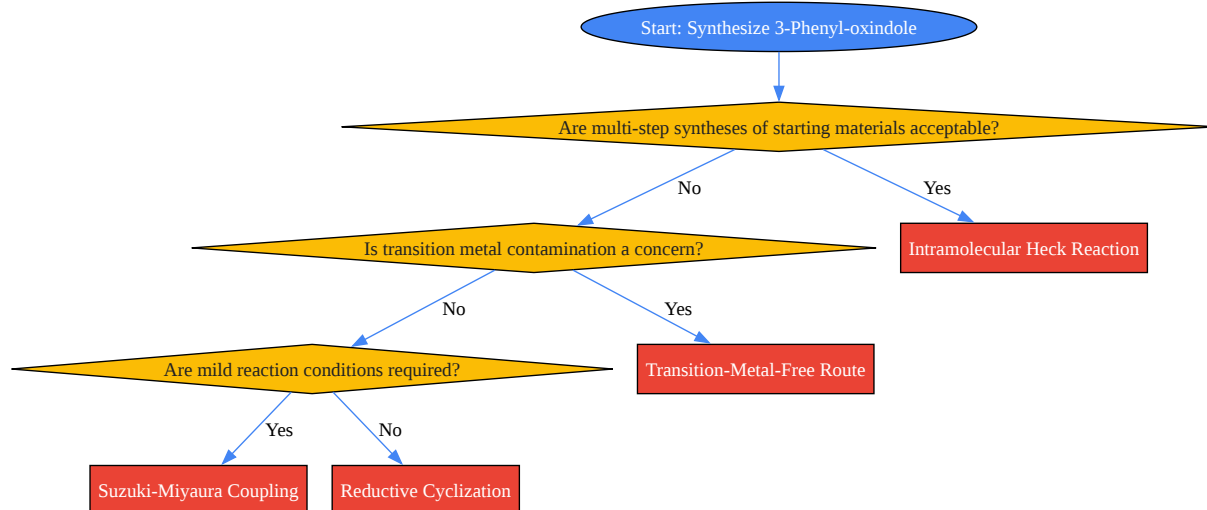 Start: Synthesize 3-Phenyl-oxindole
Are multi-step syntheses of starting materials acceptable?
No
Yes
Is transition metal contamination a concern?
Intramolecular Heck Reaction
No
Yes
Are mild reaction conditions required?
Transition-Metal-Free Route
Yes
No
Suzuki-Miyaura Coupling
Reductive Cyclization